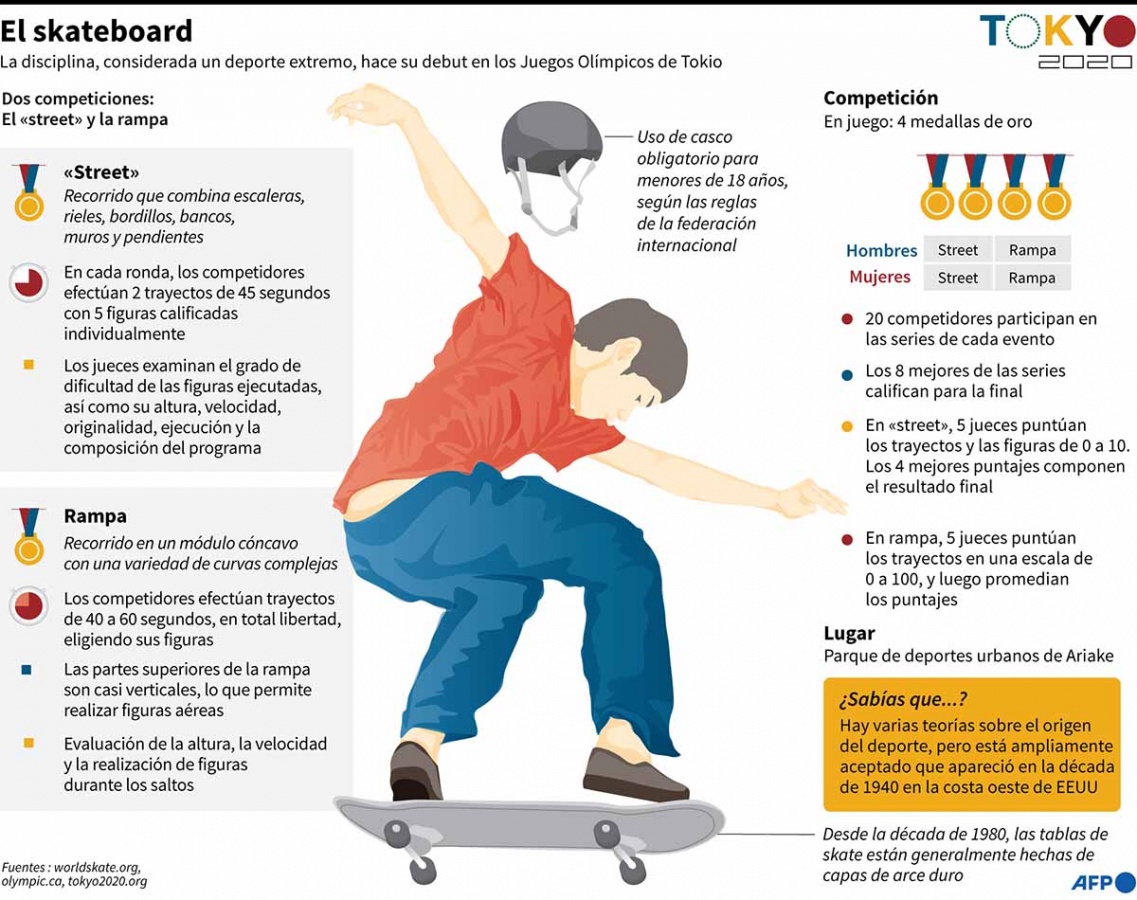 El skateboard
La disciplina, considerada un deporte extremo, hace su debut en los Juegos Olímpicos de Tokio
TOKYO
2020
Dos competiciones:
El «street» y la rampa
«Street»
Recorrido que combina escaleras,
rieles, bordillos, bancos,
muros y pendientes
En cada ronda, los competidores
efectúan 2 trayectos de 45 segundos
con 5 figuras calificadas
individualmente
Los jueces examinan el grado de
dificultad de las figuras ejecutadas,
así como su altura, velocidad,
originalidad, ejecución y la
composición del programa
Rampa
Recorrido en un módulo cóncavo
con una variedad de curvas complejas
Los competidores efectúan trayectos
de 40 a 60 segundos, en total libertad,
eligiendo sus figuras
Las partes superiores de la rampa
son casi verticales, lo que permite
realizar figuras aéreas
Evaluación de la altura, la velocidad
y la realización de figuras
durante los saltos
Fuentes : worldskate.org,
olympic.ca, tokyo2020.org
Uso de casco
obligatorio para
menores de 18 años,
según las reglas
de la federación
internacional
Competición
En juego: 4 medallas de oro
Hombres Street Rampa
Mujeres Street Rampa
20 competidores participan en
las series de cada evento
Los 8 mejores de las series
califican para la final
En «street», 5 jueces puntúan
los trayectos y las figuras de 0 a 10.
Los 4 mejores puntajes componen
el resultado final
En rampa, 5 jueces puntúan
los trayectos en una escala de
0 a 100, y luego promedian
los puntajes
Lugar
Parque de deportes urbanos de Ariake
¿Sabías que...?
Hay varias teorías sobre el origen
del deporte, pero está ampliamente
aceptado que apareció en la década
de 1940 en la costa oeste de EEUU
Desde la década de 1980, las tablas de
skate están generalmente hechas de
capas de arce duro
AFP